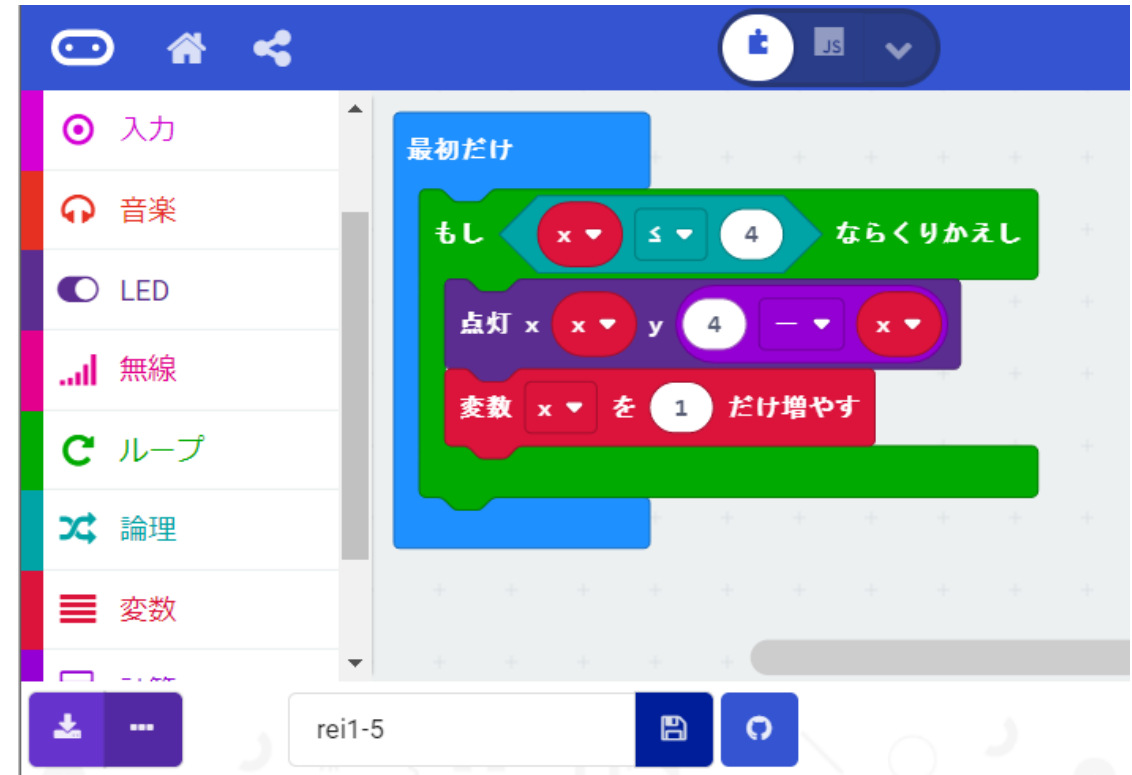 JS
入力
音楽
LED
無線
ループ
論理
変数
最初だけ
もし x ≤ 4 ならくりかえし
点灯 x x y 4 - x
変数 x を 1 だけ増やす
rei1-5